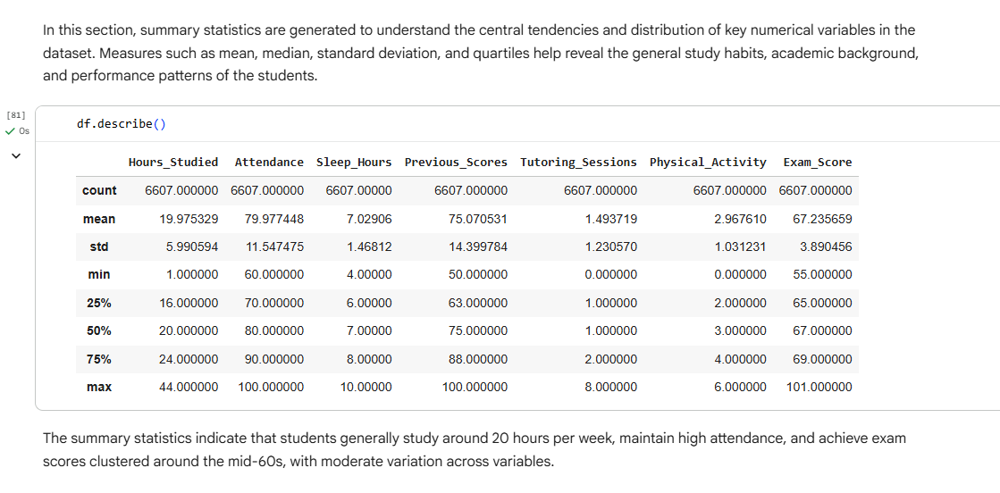 In this section, summary statistics are generated to understand the central tendencies and distribution of key numerical variables in the
dataset. Measures such as mean, median, standard deviation, and quartiles help reveal the general study habits, academic background,
and performance patterns of the students.
[81]
0s
df.describe()
Hours_Studied Attendance Sleep_Hours Previous_Scores Tutoring_Sessions Physical_Activity Exam_Score
count 6607.000000 6607.000000 6607.00000 6607.000000 6607.000000 6607.000000 6607.000000
mean 19.975329 79.977448 7.02906 75.070531 1.493719 2.967610 67.235659
std 5.990594 11.547475 1.46812 14.399784 1.230570 1.031231 3.890456
min 1.000000 60.000000 4.00000 50.000000 0.000000 0.000000 55.000000
25% 16.000000 70.000000 6.00000 63.000000 1.000000 2.000000 65.000000
50% 20.000000 80.000000 7.00000 75.000000 1.000000 3.000000 67.000000
75% 24.000000 90.000000 8.00000 88.000000 2.000000 4.000000 69.000000
max 44.000000 100.000000 10.00000 100.000000 8.000000 6.000000 101.000000
The summary statistics indicate that students generally study around 20 hours per week, maintain high attendance, and achieve exam
scores clustered around the mid-60s, with moderate variation across variables.